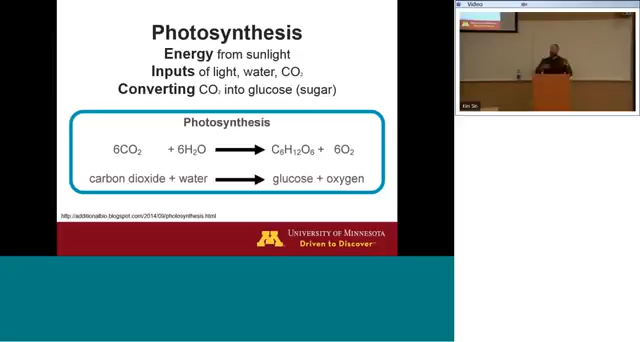 Photosynthesis
Energy from sunlight
Inputs of light, water, CO₂
Converting CO₂ into glucose (sugar)
Photosynthesis
6CO₂ + 6H₂O → C₆H₁₂O₆ + 6O₂
carbon dioxide + water → glucose + oxygen
http://additionalbio.blogspot.com/2014/09/photosynthesis.html
UNIVERSITY OF MINNESOTA
Driven to Discover
Video